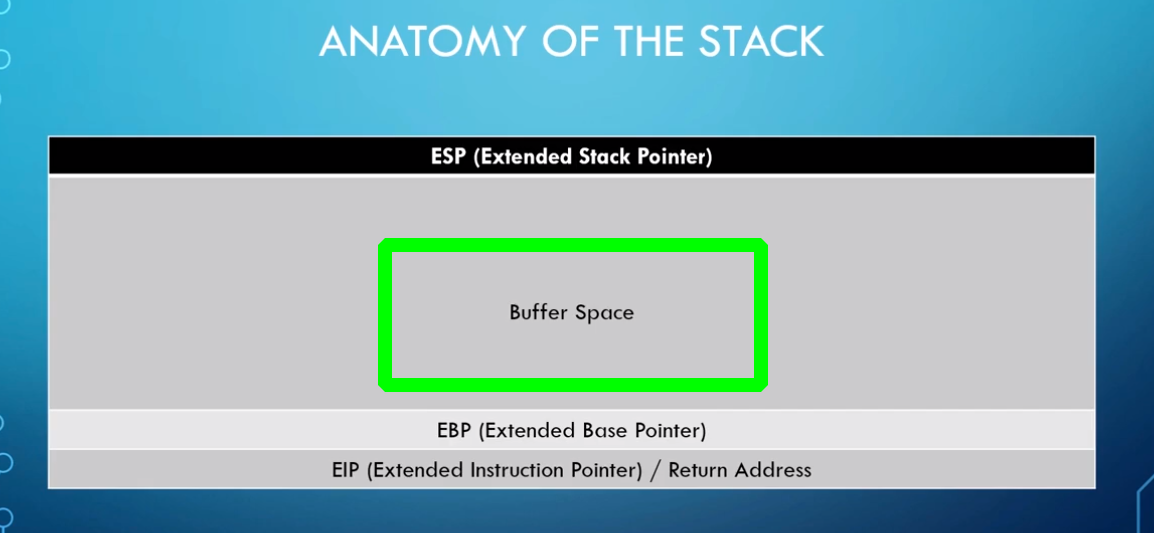 ANATOMY OF THE STACK
ESP (Extended Stack Pointer)
Buffer Space
EBP (Extended Base Pointer)
EIP (Extended Instruction Pointer) / Return Address